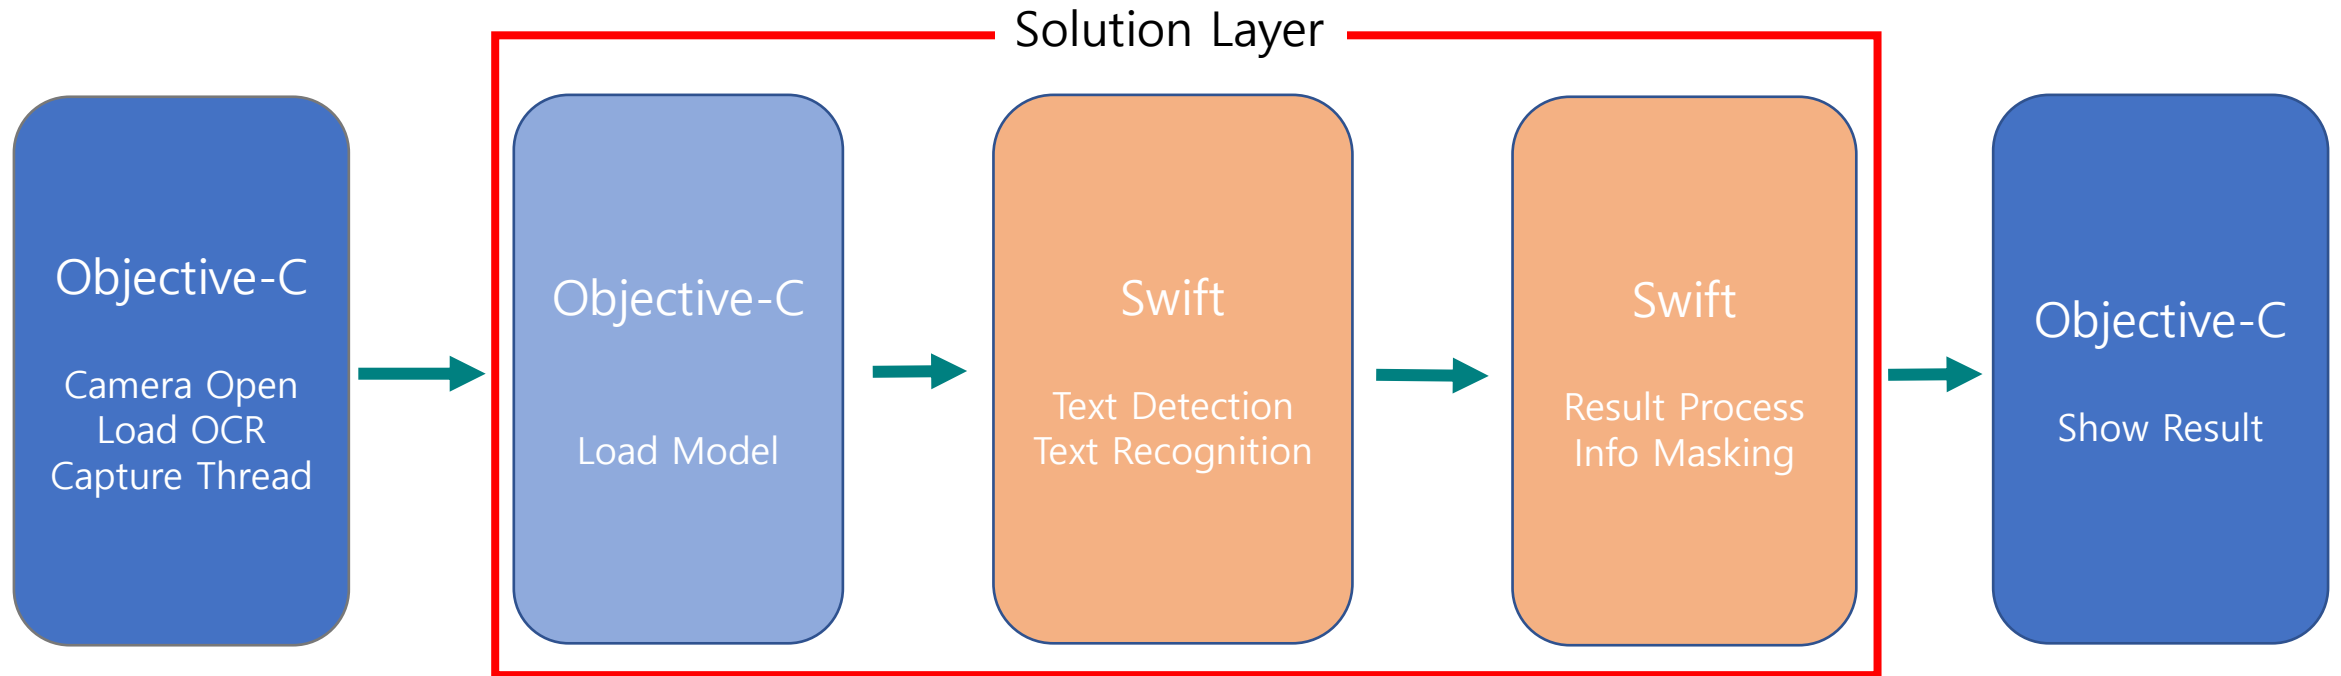 Solution Layer
Objective-C
Camera Open
Load OCR
Capture Thread
Objective-C
Load Model
Swift
Text Detection
Text Recognition
Swift
Result Process
Info Masking
Objective-C
Show Result